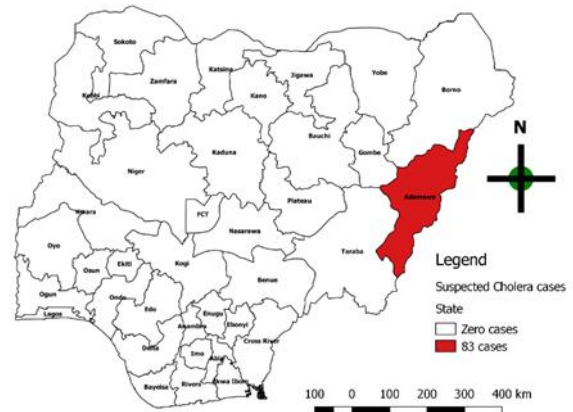 Sokoto
Katsina
Zamfara
Jigawa
Yobe
Borno
Kebbi
Kano
Bauchi
Gombe
Kaduna
Niger
Adamawa
Plateau
FCT
Kwara
Nasarawa
Oyo
Taraba
Kogi
Ekiti
Osun
Benue
Ogun
Ondo
Edo
Lagos
Enugu
Anambra
Ebonyi
Cross River
Delta
Imo
Abia
Bayelsa
Rivers
Akwa Ibom
N
Legend
Suspected Cholera cases
State
Zero cases
83 cases
100 0 100 200 300 400 km